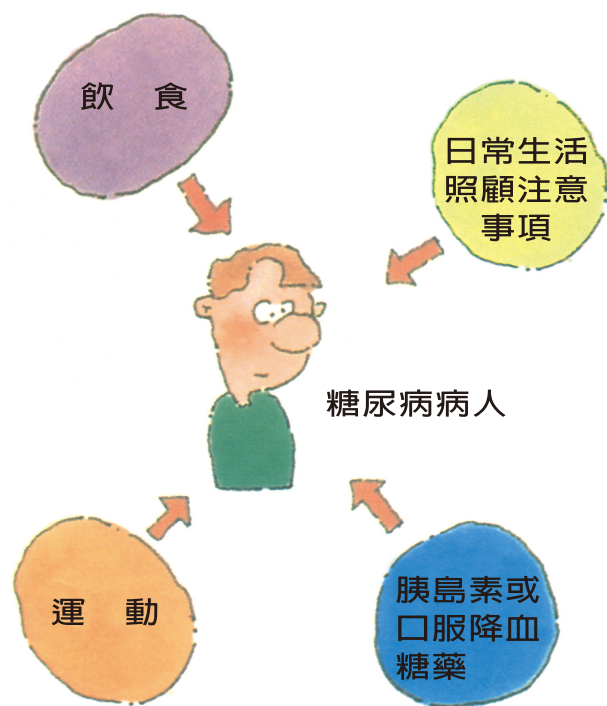 飲 食
日常生活
照顧注意
事項
糖尿病病人
運 動
胰島素或
口服降血
糖藥